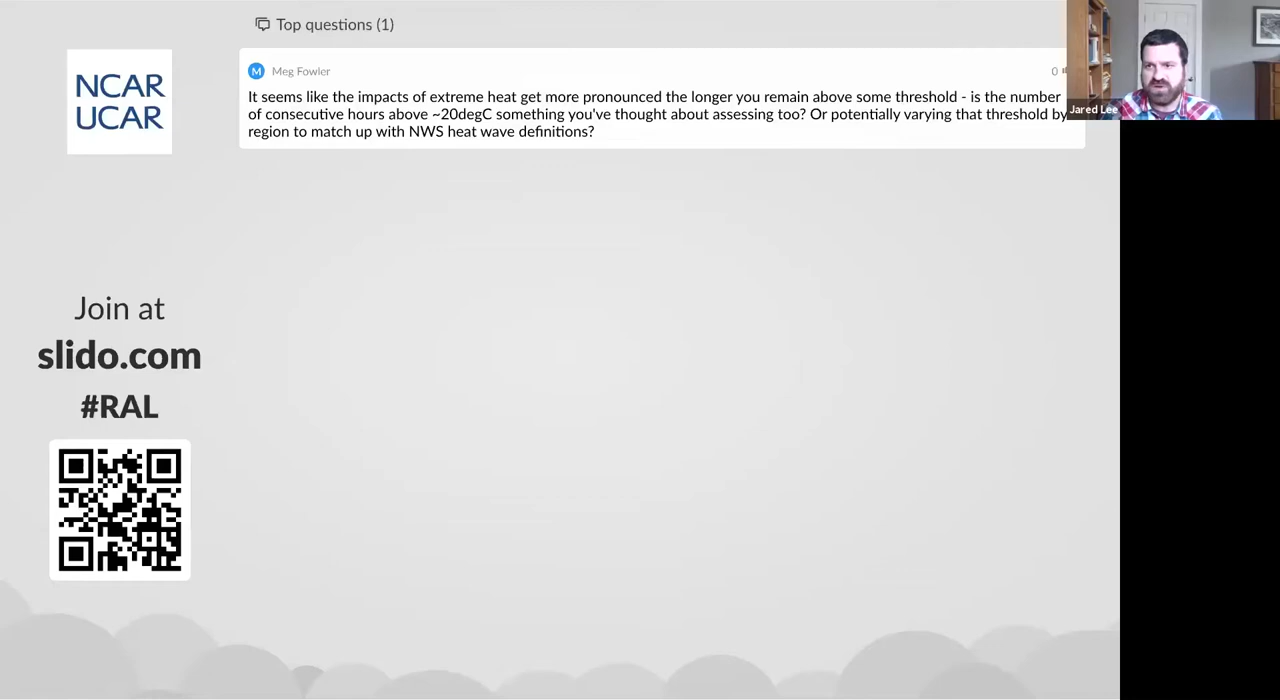 Top questions (1)
NCAR
UCAR
M Meg Fowler 0
It seems like the impacts of extreme heat get more pronounced the longer you remain above some threshold - is the number
of consecutive hours above ~20degC something you've thought about assessing too? Or potentially varying that threshold by
region to match up with NWS heat wave definitions?
Jared Lee
Join at
slido.com
#RAL